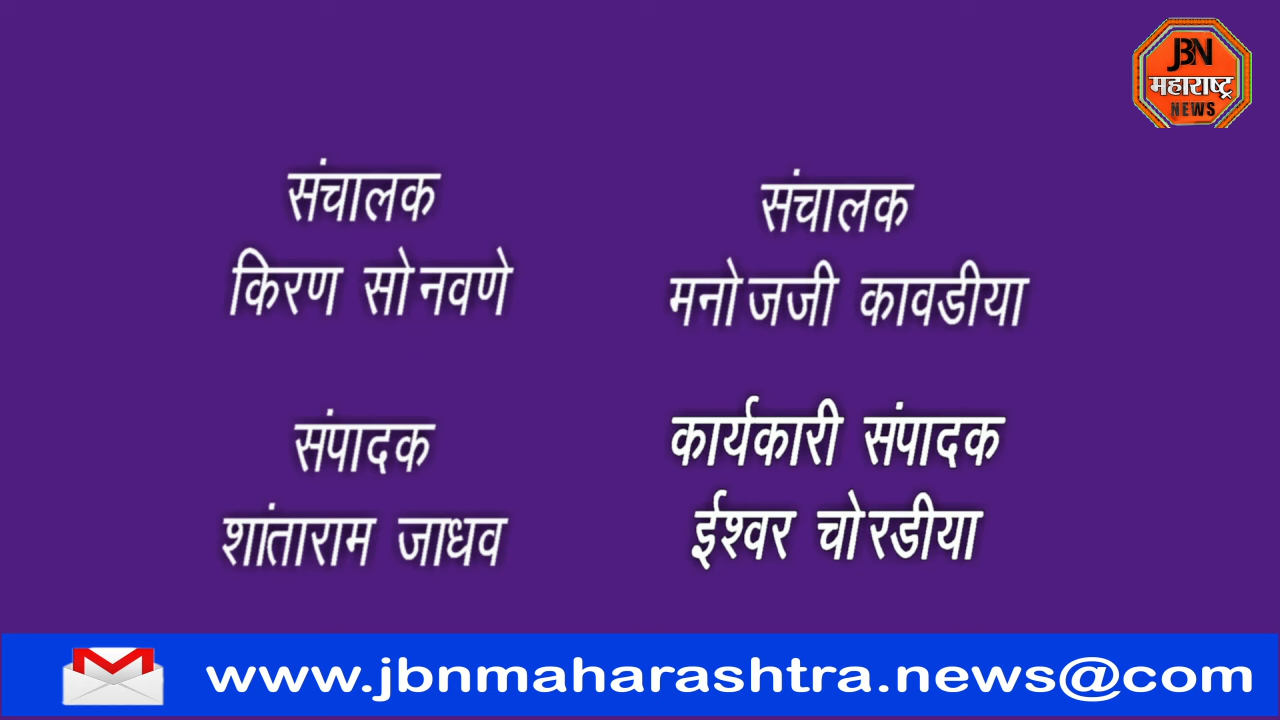 JBN
महाराष्ट्र
NEWS
संचालक
किरण सोनवणे
संचालक
मनोजजी कावडीया
संपादक
शांताराम जाधव
कार्यकारी संपादक
ईश्वर चोरडीया
www.jbnmaharashtra.news@com